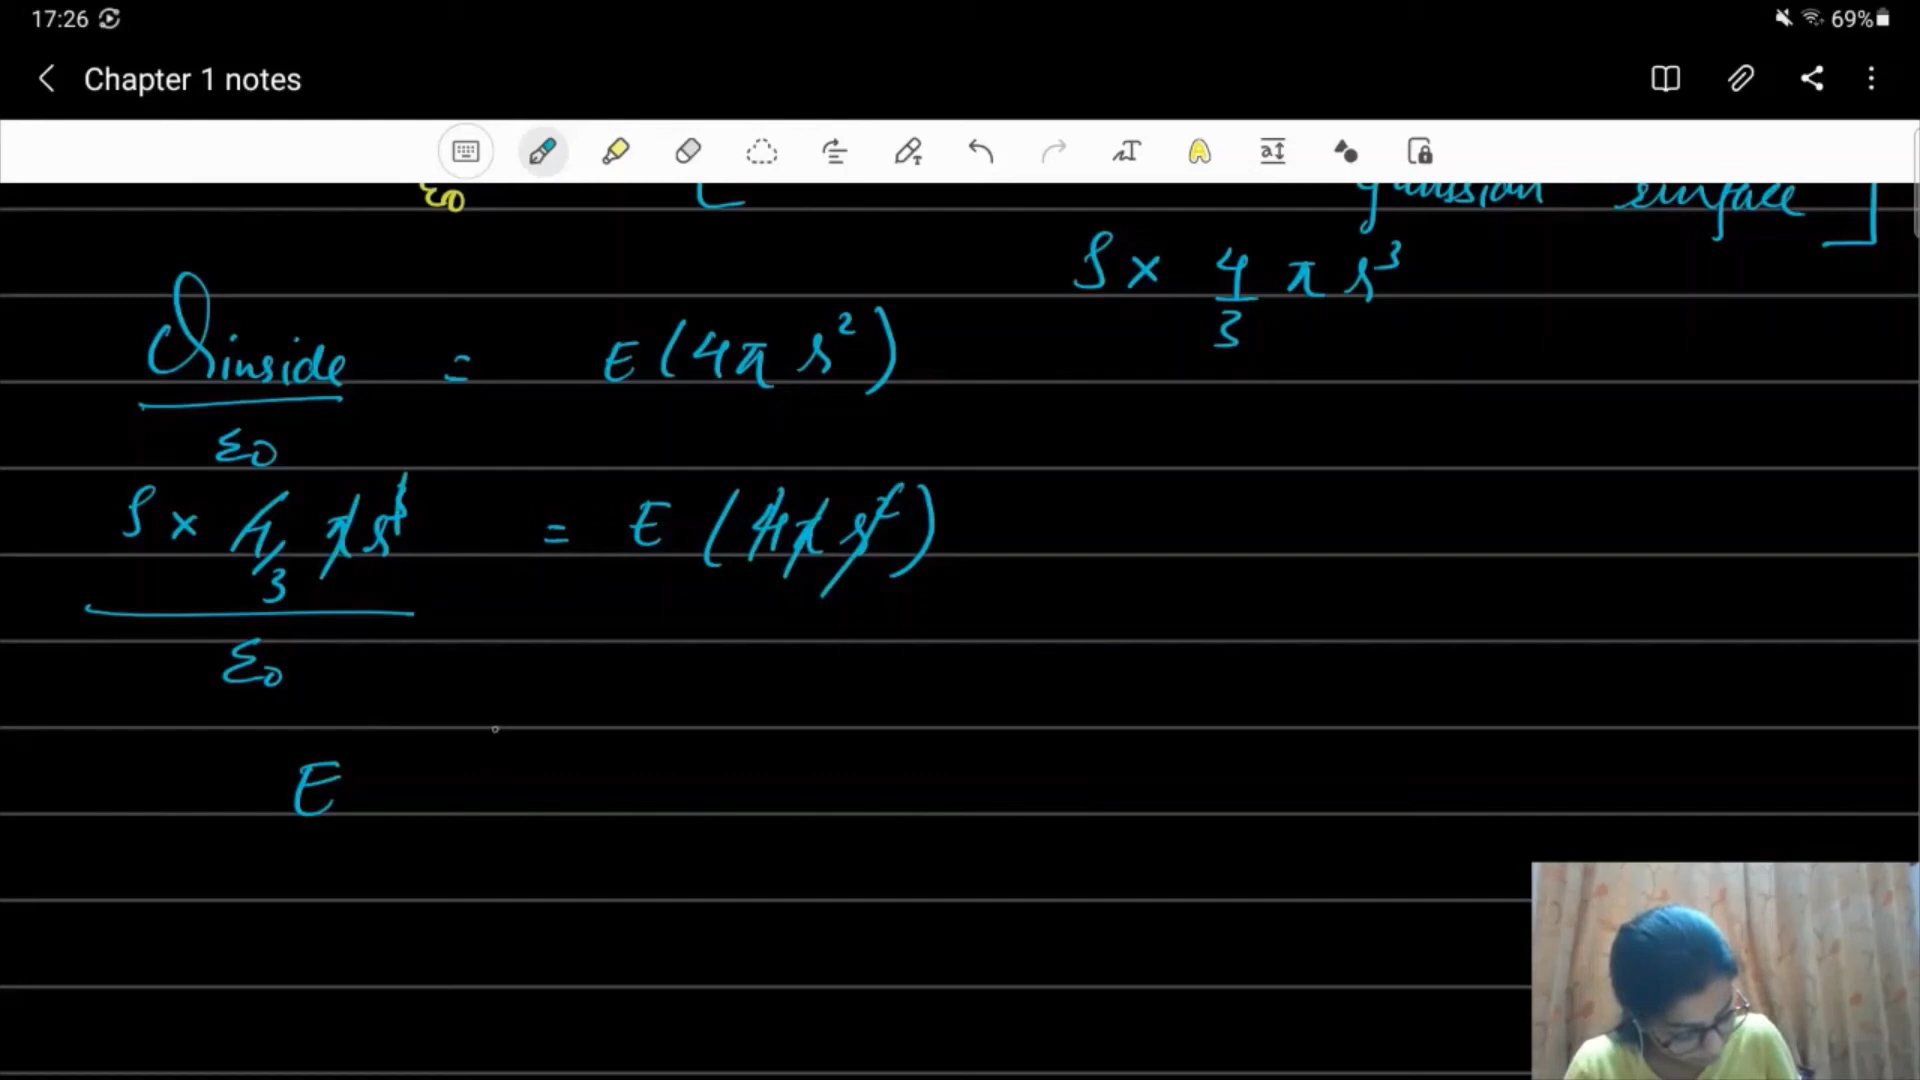 17:26 69%
Chapter 1 notes
ε0 [ gaussian surface ]
S × 4/3 π r³
Qinside/ε0 = E(4π r²)
S × 4/3 π r³/ε0 = E(4π r²)
E